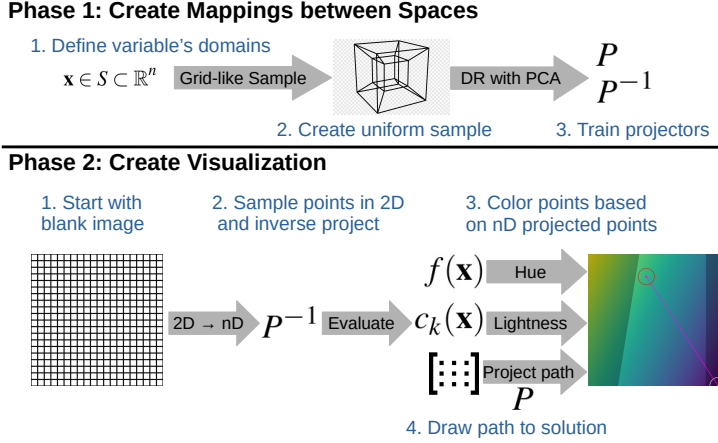 Phase 1: Create Mappings between Spaces
1. Define variable's domains
x ∈ S ⊂ ℝⁿ
Grid-like Sample
DR with PCA
P
P⁻¹
2. Create uniform sample
3. Train projectors
Phase 2: Create Visualization
1. Start with
blank image
2. Sample points in 2D
and inverse project
3. Color points based
on nD projected points
f(x)
Hue
2D → nD
P⁻¹
Evaluate
cₖ(x)
Lightness
[:::]
Project path
P
4. Draw path to solution